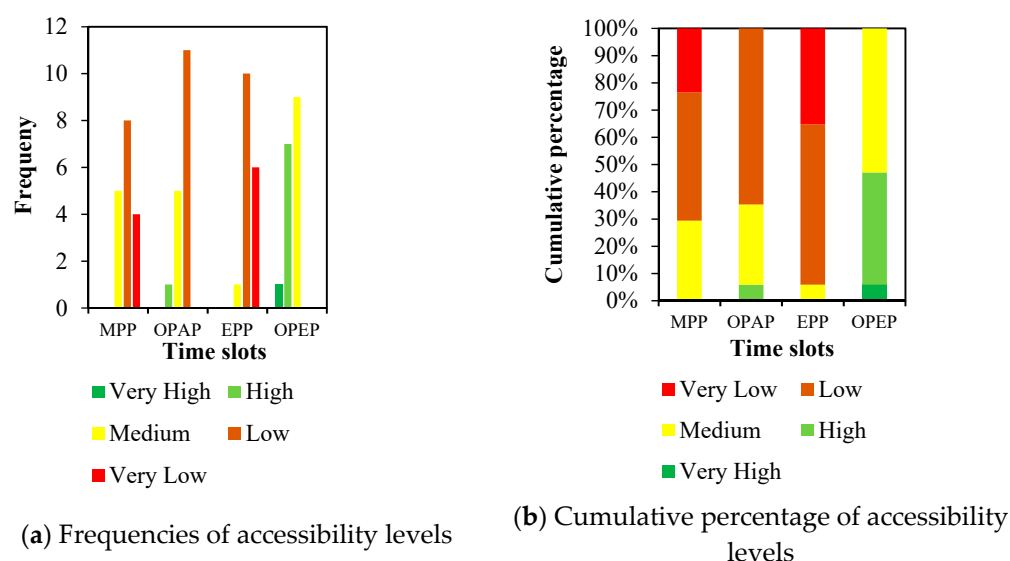 12
10
8
6
4
2
0
Frequeny
MPP OPAP EPP OPEP
Time slots
Very High High
Medium Low
Very Low
(a) Frequencies of accessibility levels
100%
90%
80%
70%
60%
50%
40%
30%
20%
10%
0%
Cumulative percentage
MPP OPAP EPP OPEP
Time slots
Very Low Low
Medium High
Very High
(b) Cumulative percentage of accessibility
levels